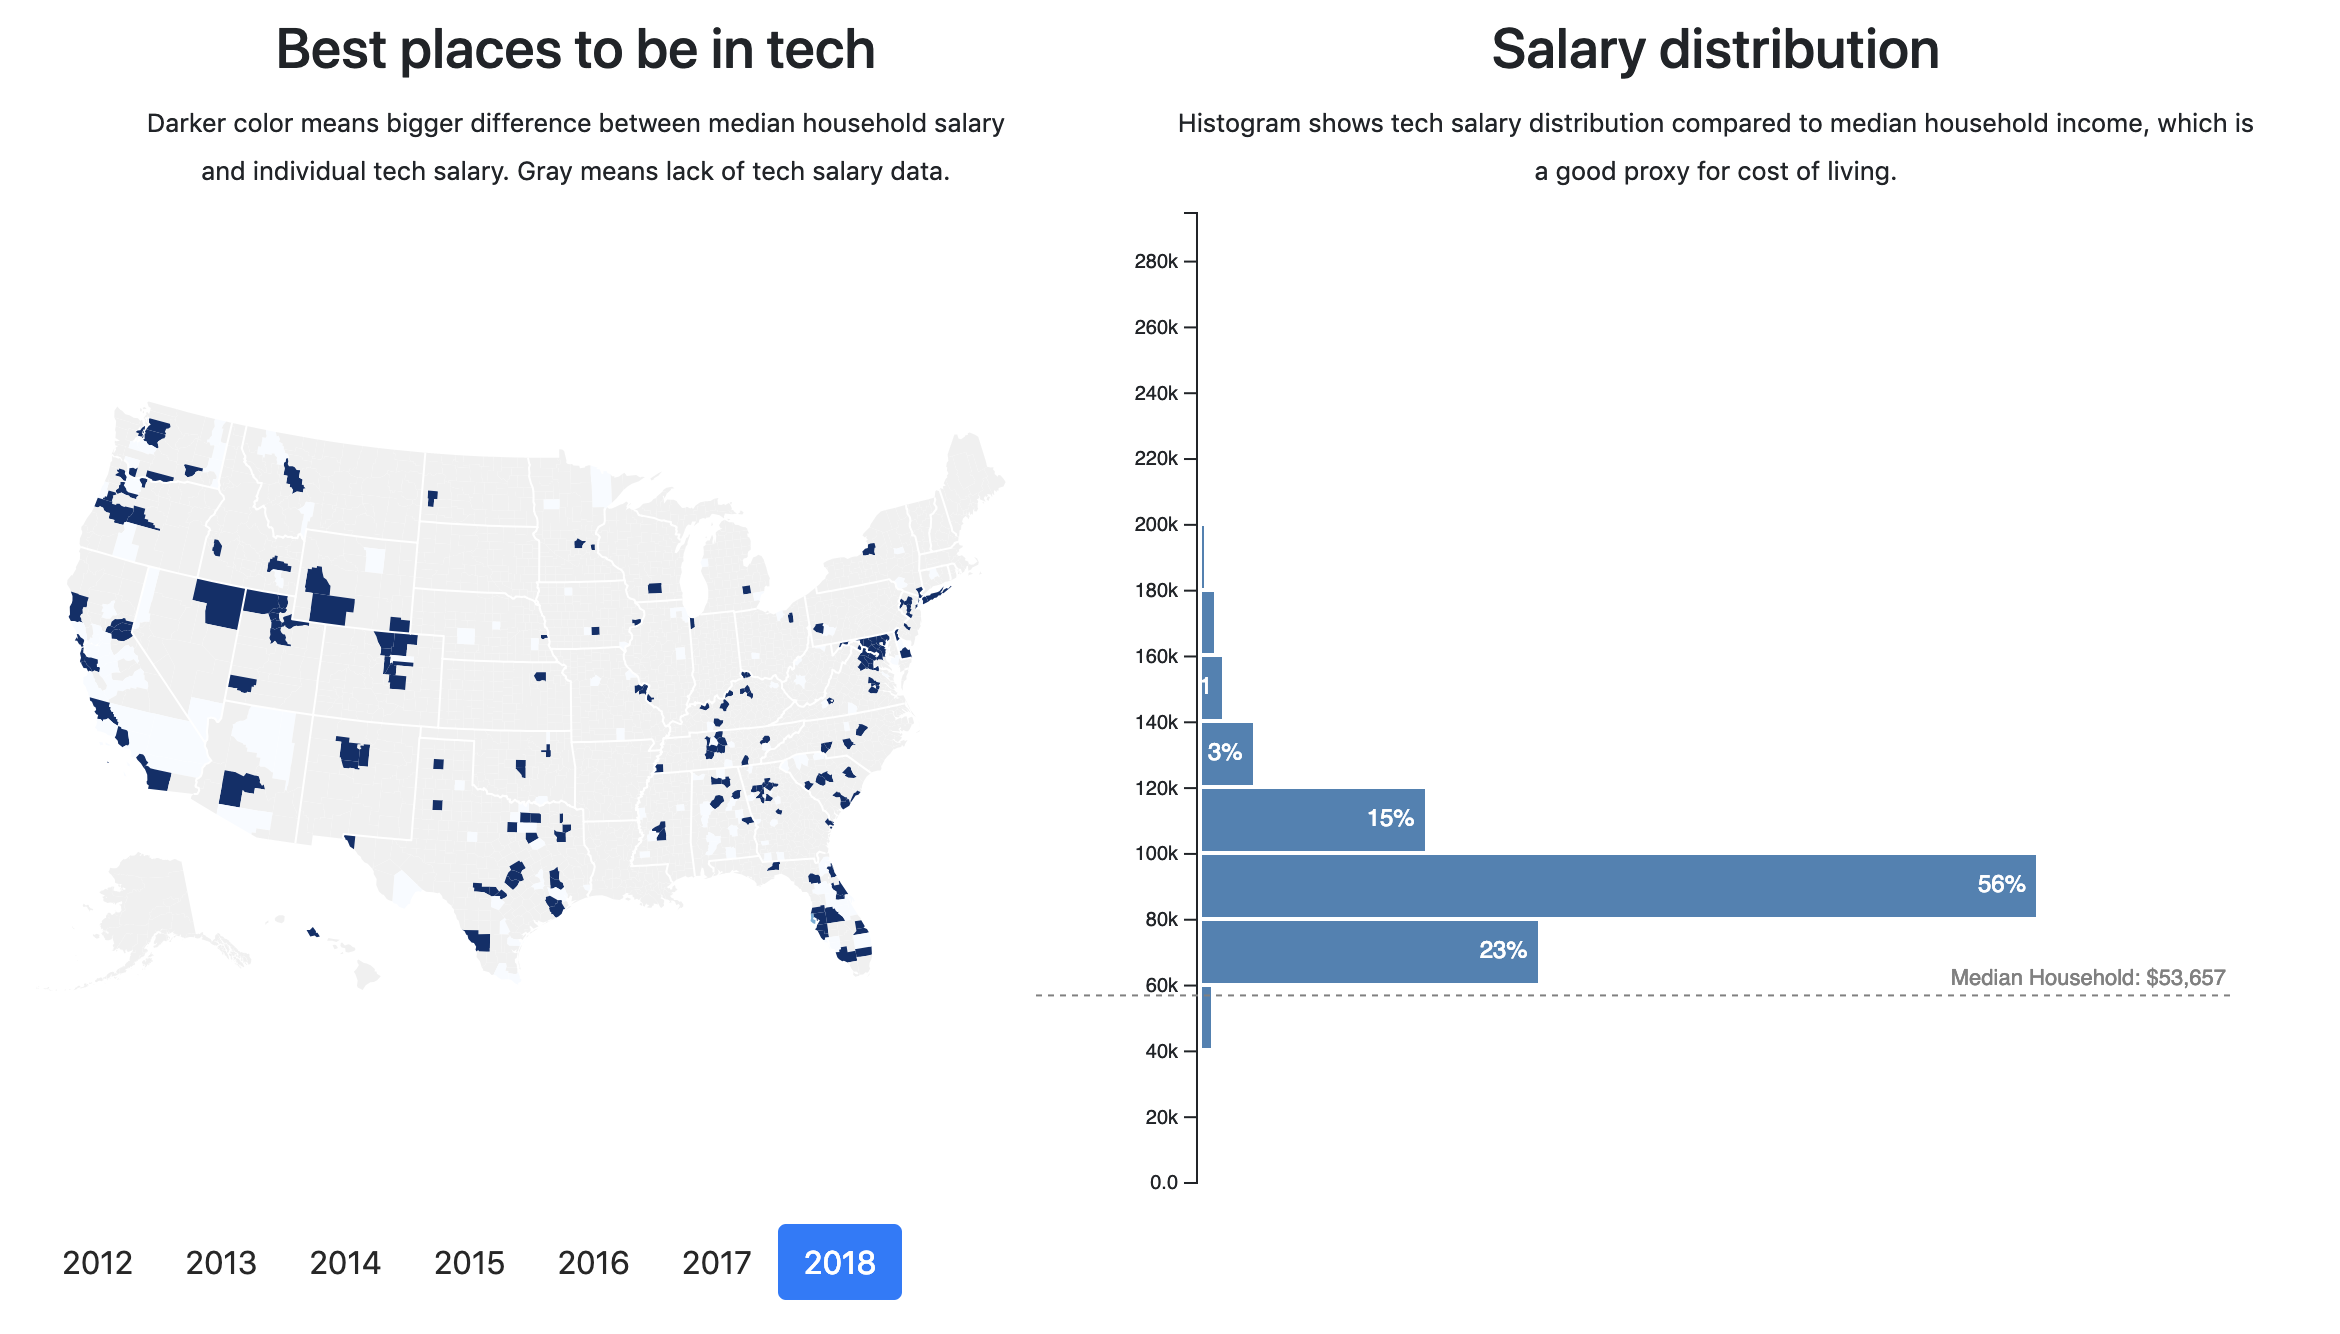 Best places to be in tech
Darker color means bigger difference between median household salary
and individual tech salary. Gray means lack of tech salary data.
2012
2013
2014
2015
2016
2017
2018
Salary distribution
Histogram shows tech salary distribution compared to median household income, which is
a good proxy for cost of living.
280k
260k
240k
220k
200k
180k
160k
1
140k
3%
120k
15%
100k
56%
80k
23%
Median Household: $53,657
60k
40k
20k
0.0